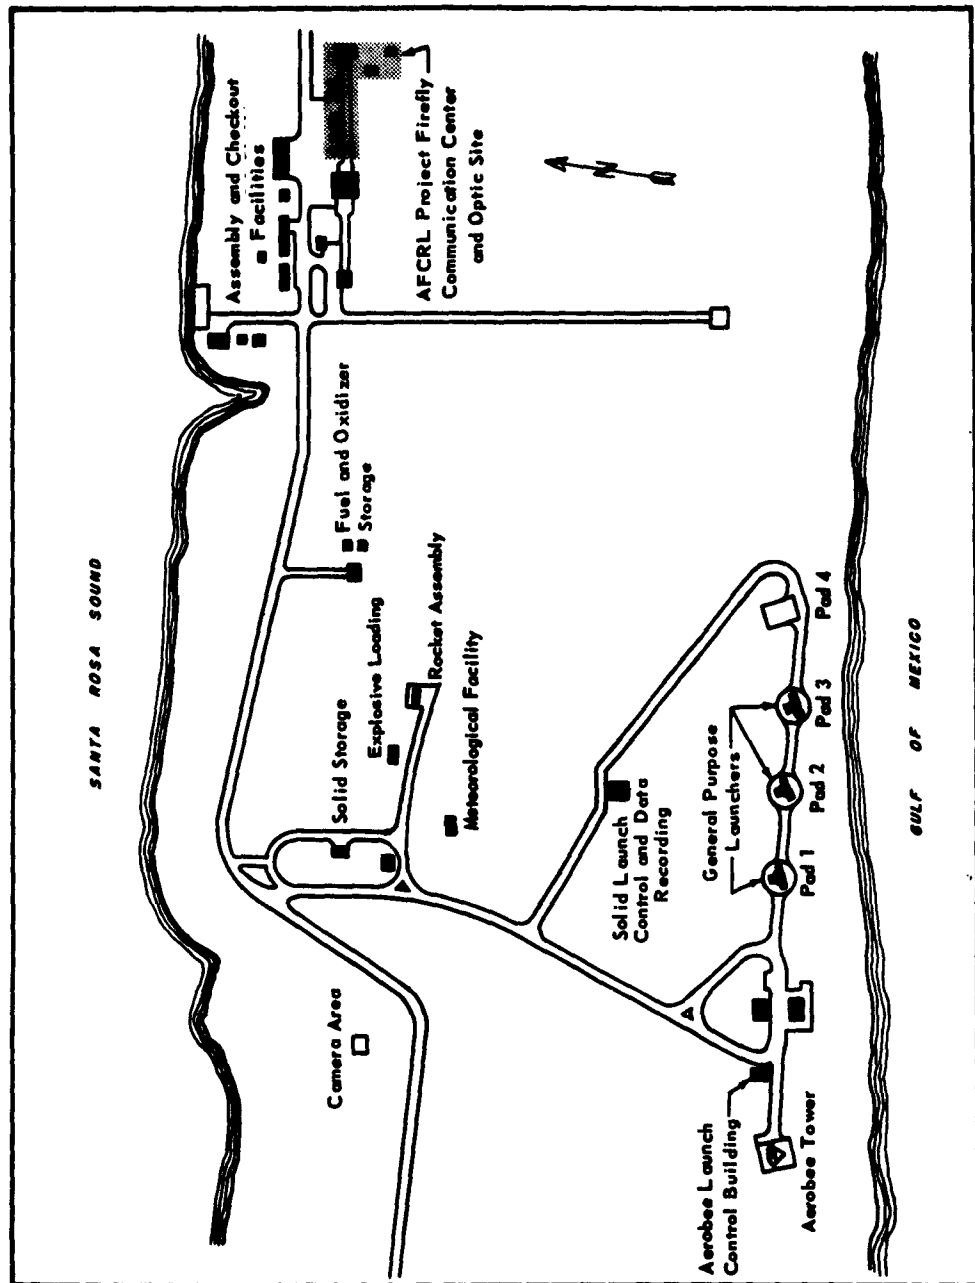 SANTA ROSA SOUND
Assembly and Checkout
Facilities
AFCRL Project Firefly
Communication Center
and Optic Site
N
Fuel and Oxidizer
Storage
Solid Storage
Explosive Loading
Rocket Assembly
Meteorological Facility
Camera Area
Solid Launch
Control and Data
Recording
General Purpose
Launchers
Pad 1
Pad 2
Pad 3
Pad 4
Aerobee Launch
Control Building
Aerobee Tower
GULF OF MEXICO